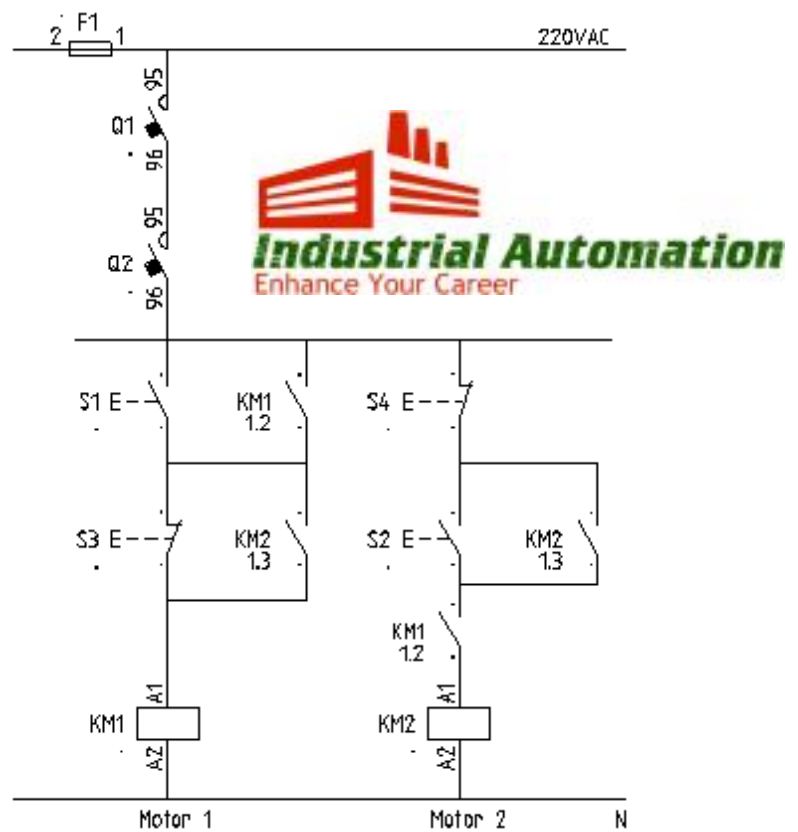 F1
2 1 220VAC
95
Q1
96
Industrial Automation
Enhance Your Career
95
Q2
96
S1 E KM1 1.2 S4 E
S3 E KM2 1.3 S2 E KM2 1.3
KM1 1.2
A1 A1
KM1 KM2
A2 A2
Motor 1 Motor 2 N